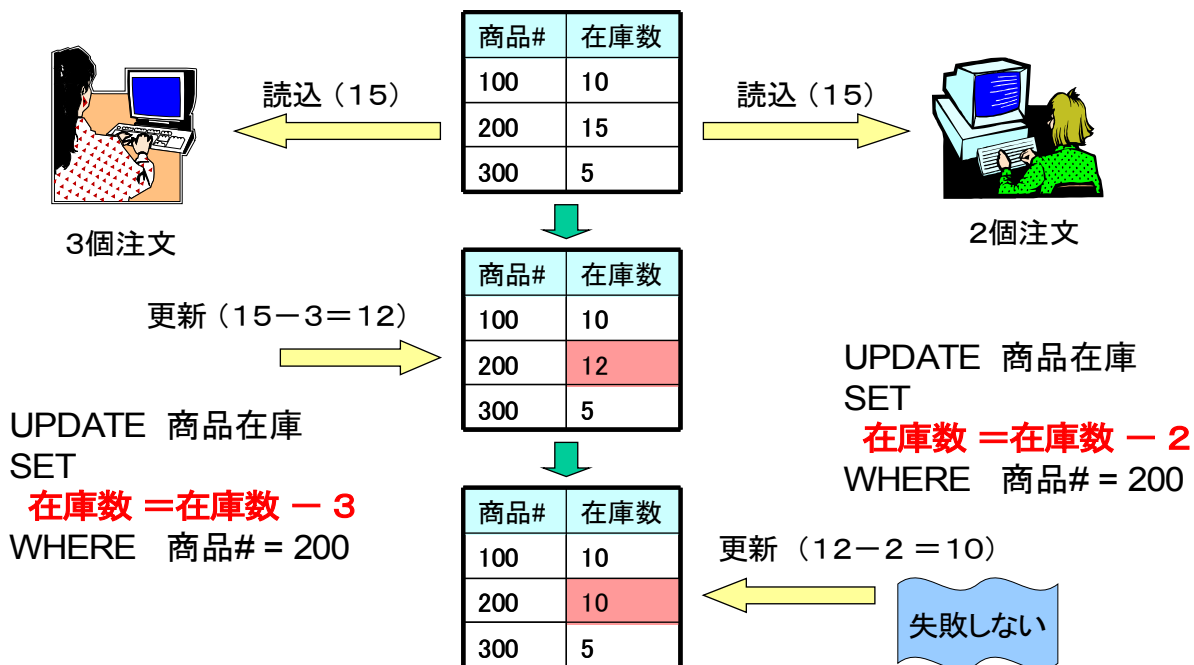 商品# 在庫数
100 10
200 15
300 5
読込（１５）
読込（１５）
３個注文
２個注文
商品# 在庫数
100 10
200 12
300 5
更新（１５－３＝１２）
UPDATE 商品在庫
SET
在庫数 ＝在庫数 － ３
WHERE 商品# = 200
UPDATE 商品在庫
SET
在庫数 ＝在庫数 － ２
WHERE 商品# = 200
商品# 在庫数
100 10
200 10
300 5
更新 （１２－２ ＝１０）
失敗しない